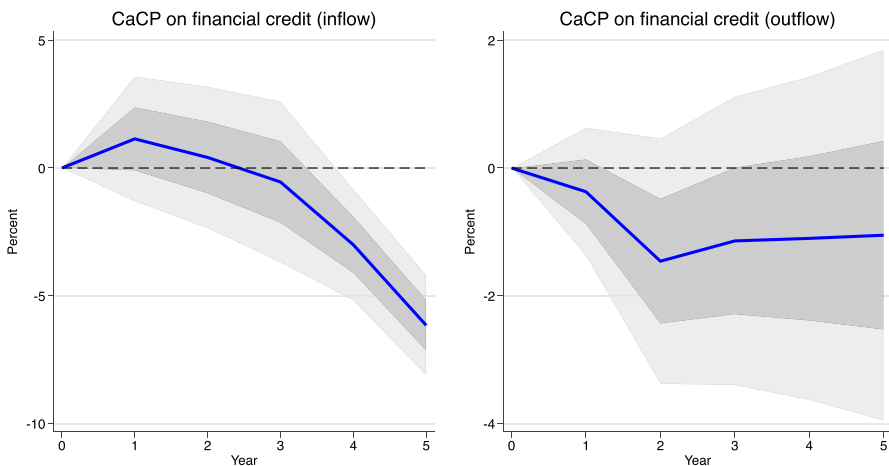 CaCP on financial credit (inflow)
5
0
-5
-10
Percent
0 1 2 3 4 5
Year
CaCP on financial credit (outflow)
2
0
-2
-4
Percent
0 1 2 3 4 5
Year